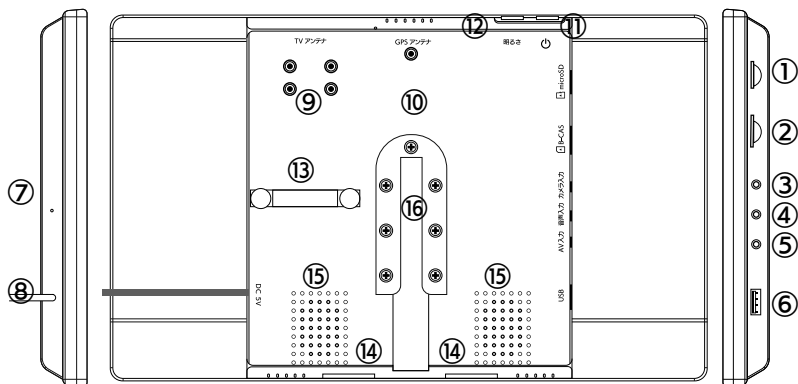 ⑫ ⑪
TV アンテナ GPS アンテナ 明るさ
①
microSD
⑨ ⑩
②
B-CAS
⑬
③
カメラ入力
⑦ ⑯
④
音声入力
⑤
AV入力
⑮ ⑮
⑧ DC 5V USB ⑥
⑭ ⑭